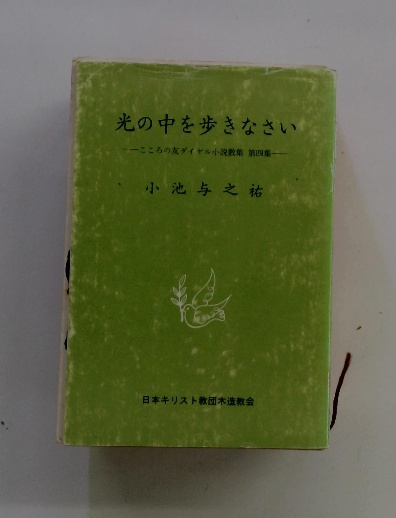 光の中を歩きなさい
――こころの友ダイヤル小説教集 第四集――
小池与之祐
日本キリスト教団木造教会